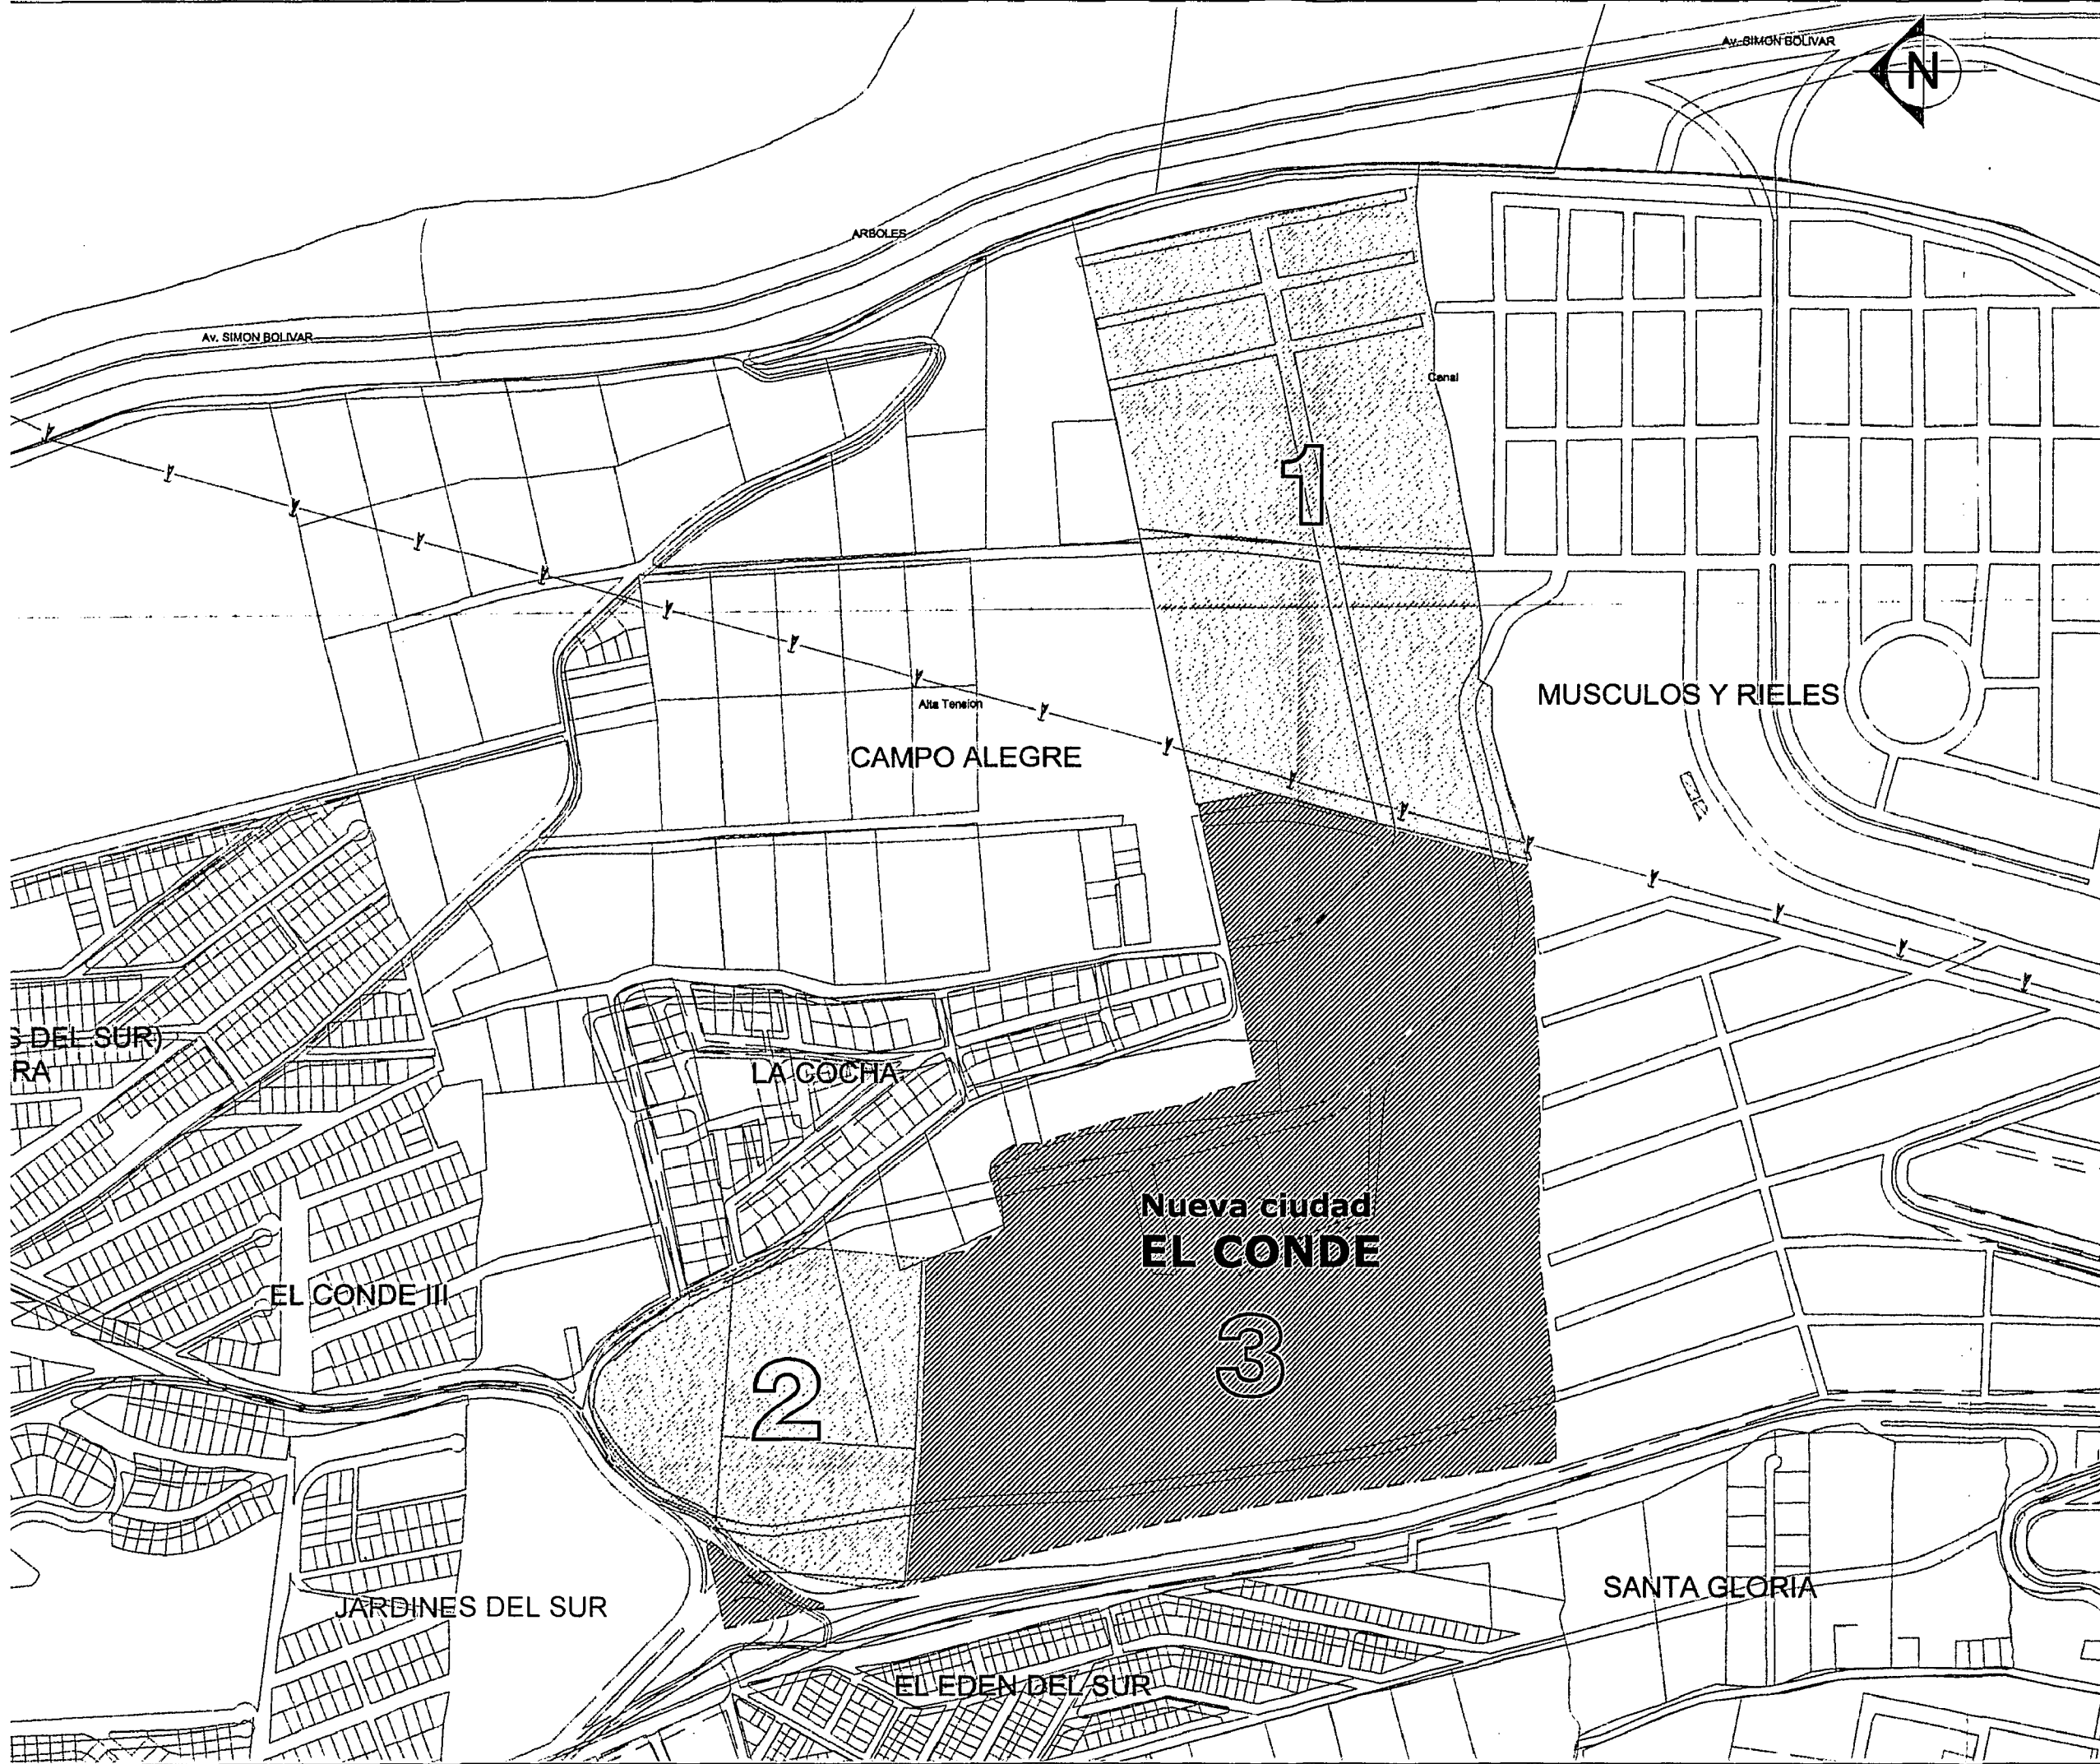 Av. SIMON BOLIVAR
N
ARBOLES
Av. SIMON BOLIVAR
Canal
1
MUSCULOS Y RIELES
Alta Tension
CAMPO ALEGRE
S DEL SUR)
RA
LA COCHA
Nueva ciudad
EL CONDE
3
EL CONDE III
2
SANTA GLORIA
JARDINES DEL SUR
EL EDEN DEL SUR